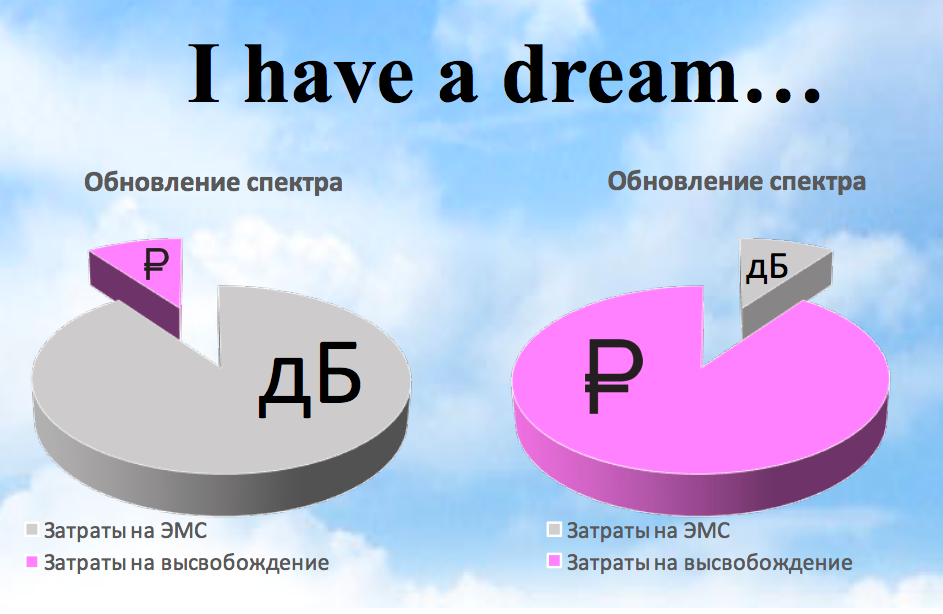 I have a dream…
Обновление спектра
₽
дБ
Затраты на ЭМС
Затраты на высвобождение
Обновление спектра
дБ
₽
Затраты на ЭМС
Затраты на высвобождение